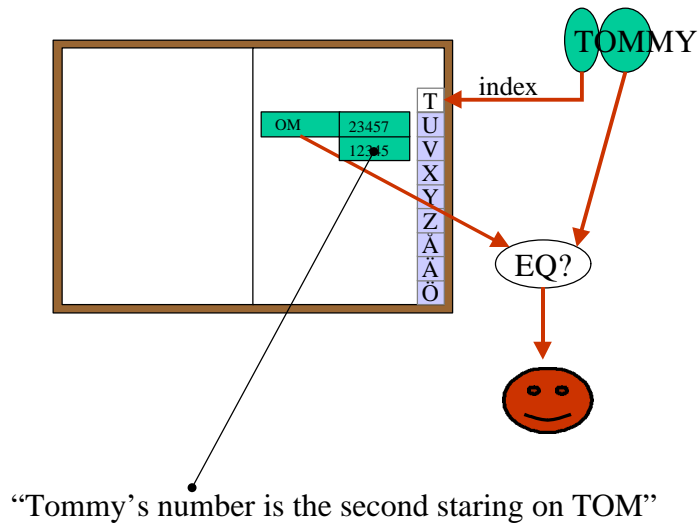 TOMMY
index
T
OM 23457
U
12345
V
X
Y
Z
Å
Ä
Ö
EQ?
“Tommy’s number is the second staring on TOM”